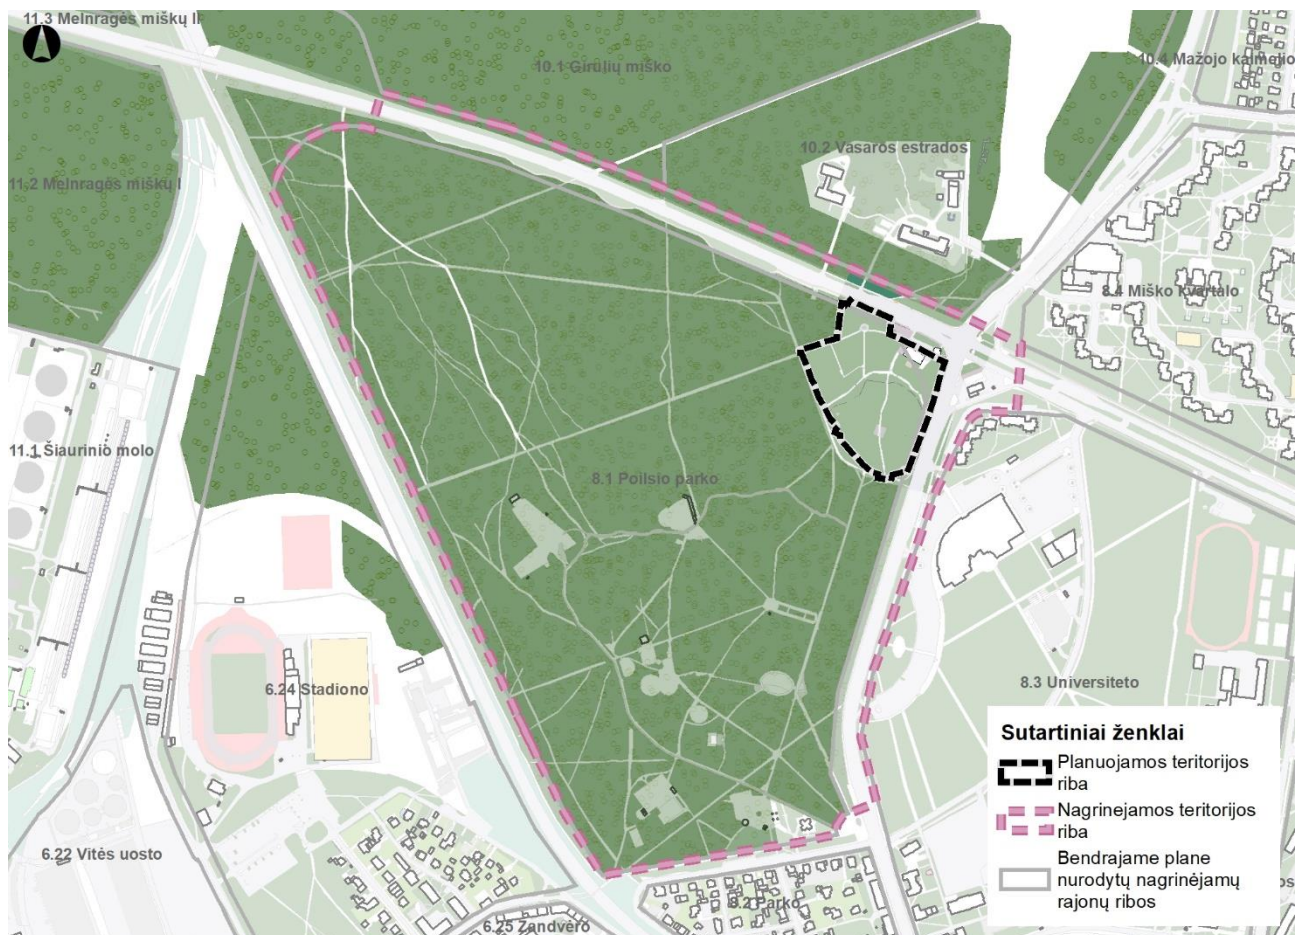 11.3 Melnragės miškų II
10.1 Girulių miško
10.4 Mažojo kaimelio
10.2 Vasaros estrados
11.2 Melnragės miškų I
8.4 Miško kvartalo
11.1 Šiaurinio molo
8.1 Poilsio parko
6.24 Stadiono
8.3 Universiteto
6.22 Vitės uosto
8.2 Parko
6.25 Zandvėro
Sutartiniai ženklai
Planuojamos teritorijos
riba
Nagrinejamos teritorijos
riba
Bendrajame plane
nurodytų nagrinėjamų
rajonų ribos